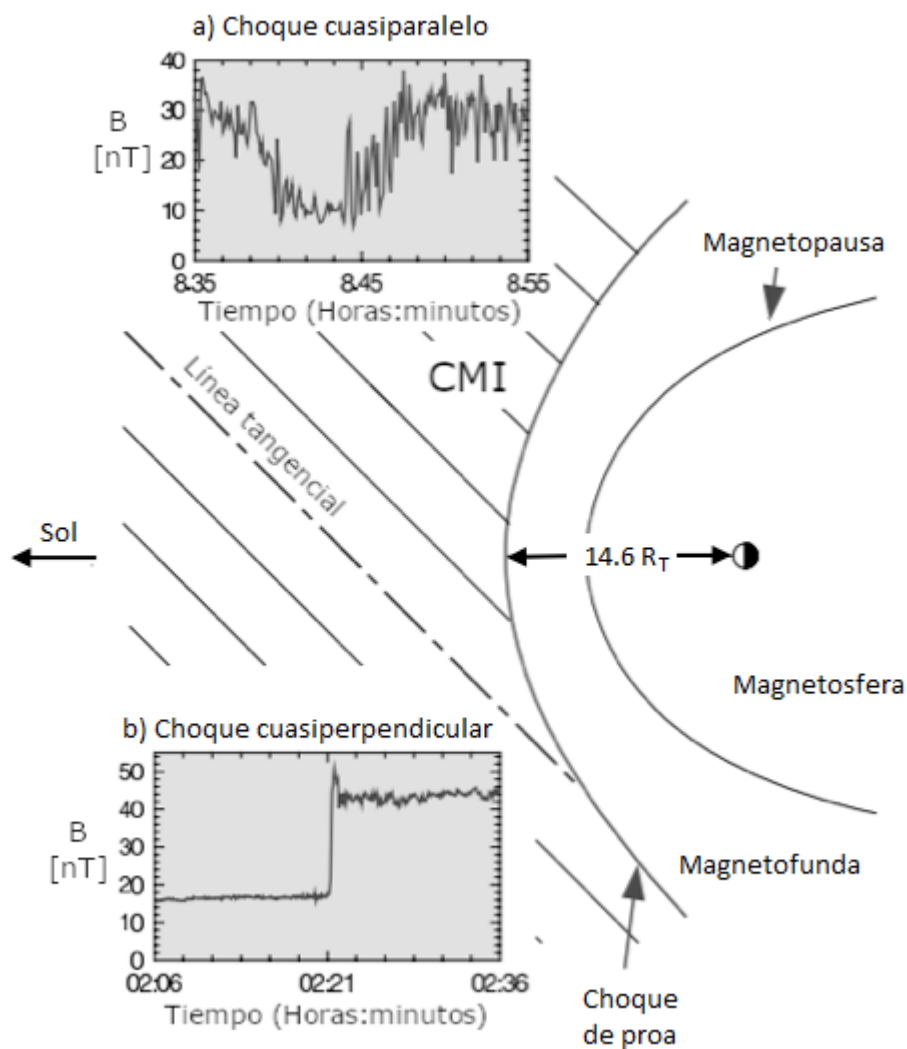 a) Choque cuasiparalelo
40
30
B
[nT]
20
10
0
8.35
8.45
8.55
Tiempo (Horas:minutos)
Magnetopausa
CMI
Línea tangencial
Sol
14.6 R_T
Magnetosfera
b) Choque cuasiperpendicular
50
40
B
[nT]
30
20
10
0
02:06
02:21
02:36
Tiempo (Horas:minutos)
Magnetofunda
Choque
de proa